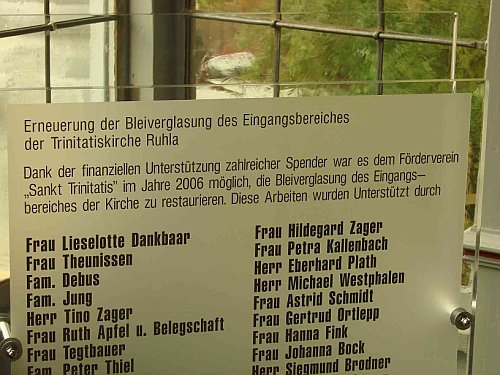 Erneuerung der Bleiverglasung des Eingangsbereiches
der Trinitatiskirche Ruhla
Dank der finanziellen Unterstützung zahlreicher Spender war es dem Förderverein
„Sankt Trinitatis" im Jahre 2006 möglich, die Bleiverglasung des Eingangs–
bereiches der Kirche zu restaurieren. Diese Arbeiten wurden Unterstützt durch
Frau Lieselotte Dankbaar
Frau Theunissen
Fam. Debus
Fam. Jung
Herr Tino Zager
Frau Ruth Apfel u. Belegschaft
Frau Tegtbauer
Fam. Peter Thiel
Frau Hildegard Zager
Frau Petra Kallenbach
Herr Eberhard Plath
Herr Michael Westphalen
Frau Astrid Schmidt
Frau Gertrud Ortlepp
Frau Hanna Fink
Frau Johanna Bock
Herr Siegmund Brodner